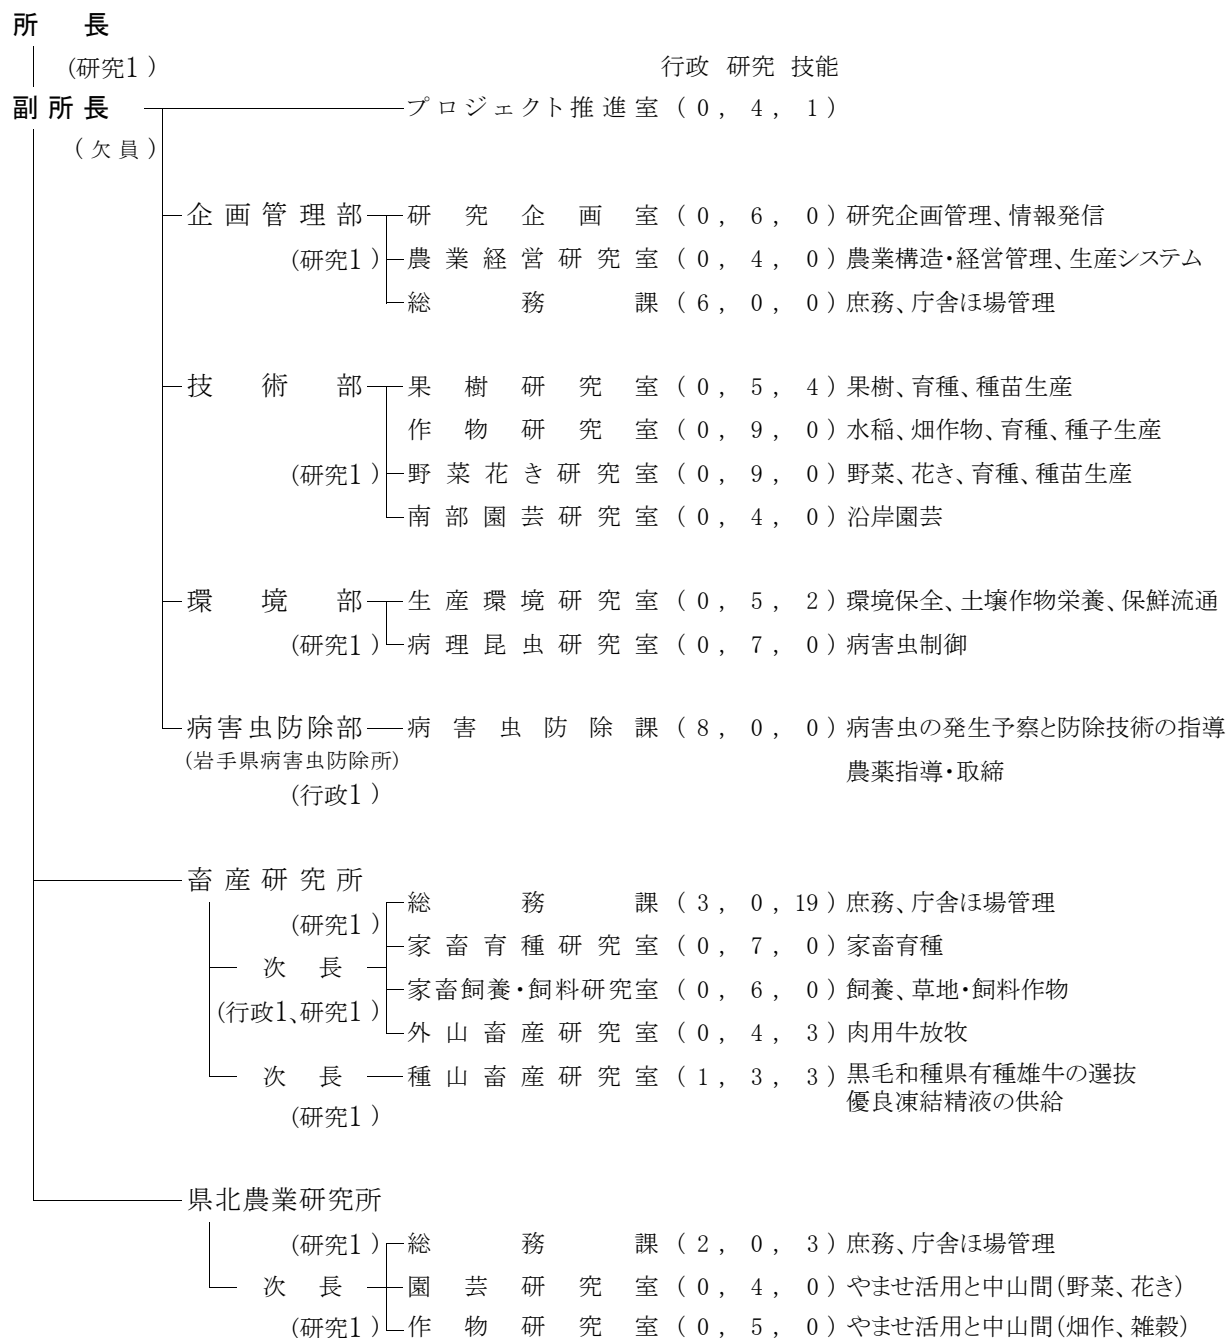 所長
(研究1) 行政 研究 技能
副所長 プロジェクト推進室 (0, 4, 1)
(欠員)
企画管理部 研究企画室 (0, 6, 0) 研究企画管理、情報発信
(研究1) 農業経営研究室 (0, 4, 0) 農業構造・経営管理、生産システム
総務課 (6, 0, 0) 庶務、庁舎ほ場管理
技術部 果樹研究室 (0, 5, 4) 果樹、育種、種苗生産
作物研究室 (0, 9, 0) 水稲、畑作物、育種、種子生産
(研究1) 野菜花き研究室 (0, 9, 0) 野菜、花き、育種、種苗生産
南部園芸研究室 (0, 4, 0) 沿岸園芸
環境部 生産環境研究室 (0, 5, 2) 環境保全、土壌作物栄養、保鮮流通
(研究1) 病理昆虫研究室 (0, 7, 0) 病害虫制御
病害虫防除部 病害虫防除課 (8, 0, 0) 病害虫の発生予察と防除技術の指導
(岩手県病害虫防除所) 農薬指導・取締
(行政1)
畜産研究所
(研究1) 総務課 (3, 0, 19) 庶務、庁舎ほ場管理
家畜育種研究室 (0, 7, 0) 家畜育種
次長
(行政1、研究1) 家畜飼養・飼料研究室 (0, 6, 0) 飼養、草地・飼料作物
外山畜産研究室 (0, 4, 3) 肉用牛放牧
次長 種山畜産研究室 (1, 3, 3) 黒毛和種県有種雄牛の選抜
優良凍結精液の供給
(研究1)
県北農業研究所
(研究1) 総務課 (2, 0, 3) 庶務、庁舎ほ場管理
次長 園芸研究室 (0, 4, 0) やませ活用と中山間(野菜、花き)
(研究1) 作物研究室 (0, 5, 0) やませ活用と中山間(畑作、雑穀)